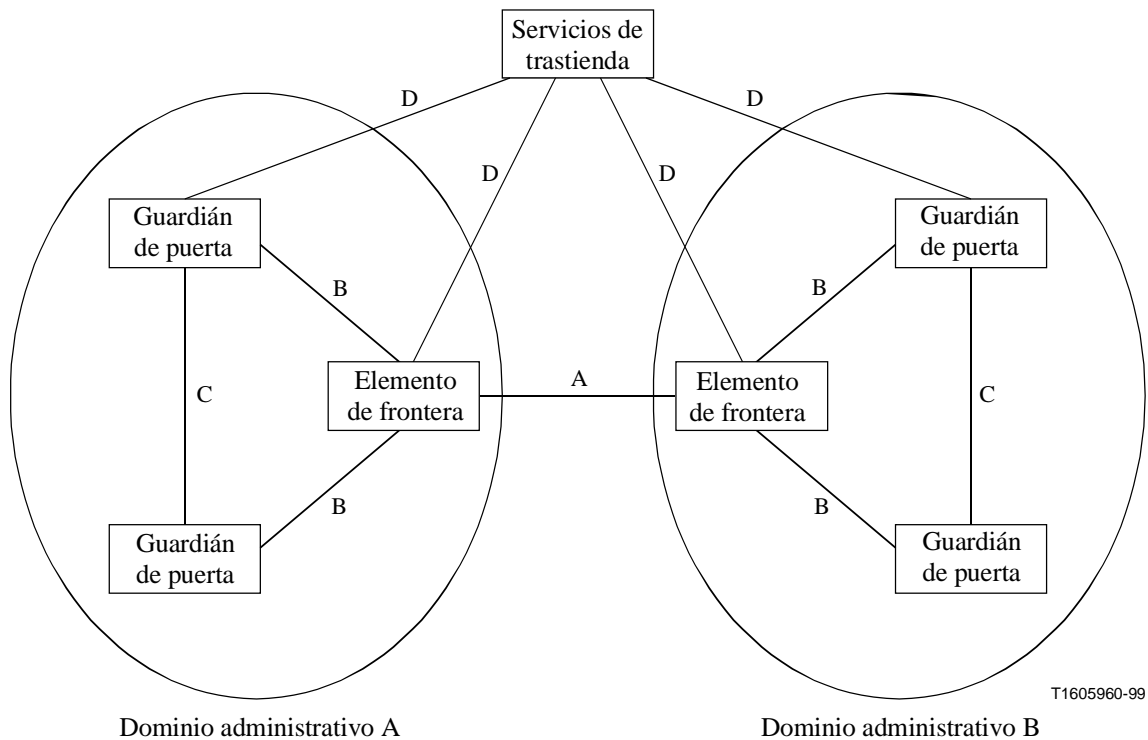 Servicios de
trastienda
D
D
D
D
Guardián
de puerta
Guardián
de puerta
B
B
Elemento
de frontera
A
Elemento
de frontera
C
C
B
B
Guardián
de puerta
Guardián
de puerta
T1605960-99
Dominio administrativo A
Dominio administrativo B